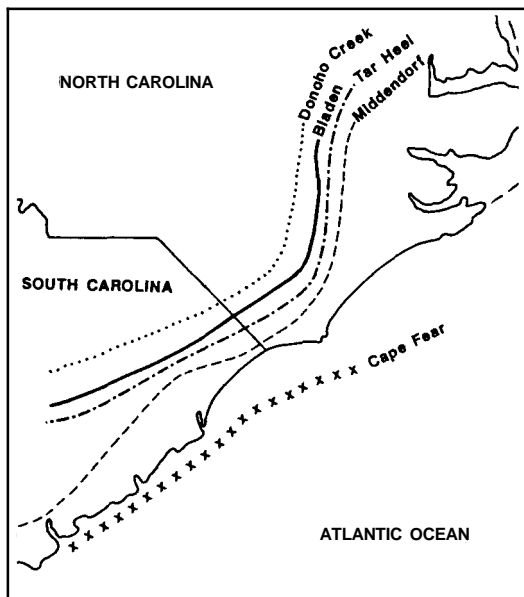 NORTH CAROLINA
Donoho Creek
Bladen
Tar Heel
Middendorf
SOUTH CAROLINA
Cape Fear
ATLANTIC OCEAN